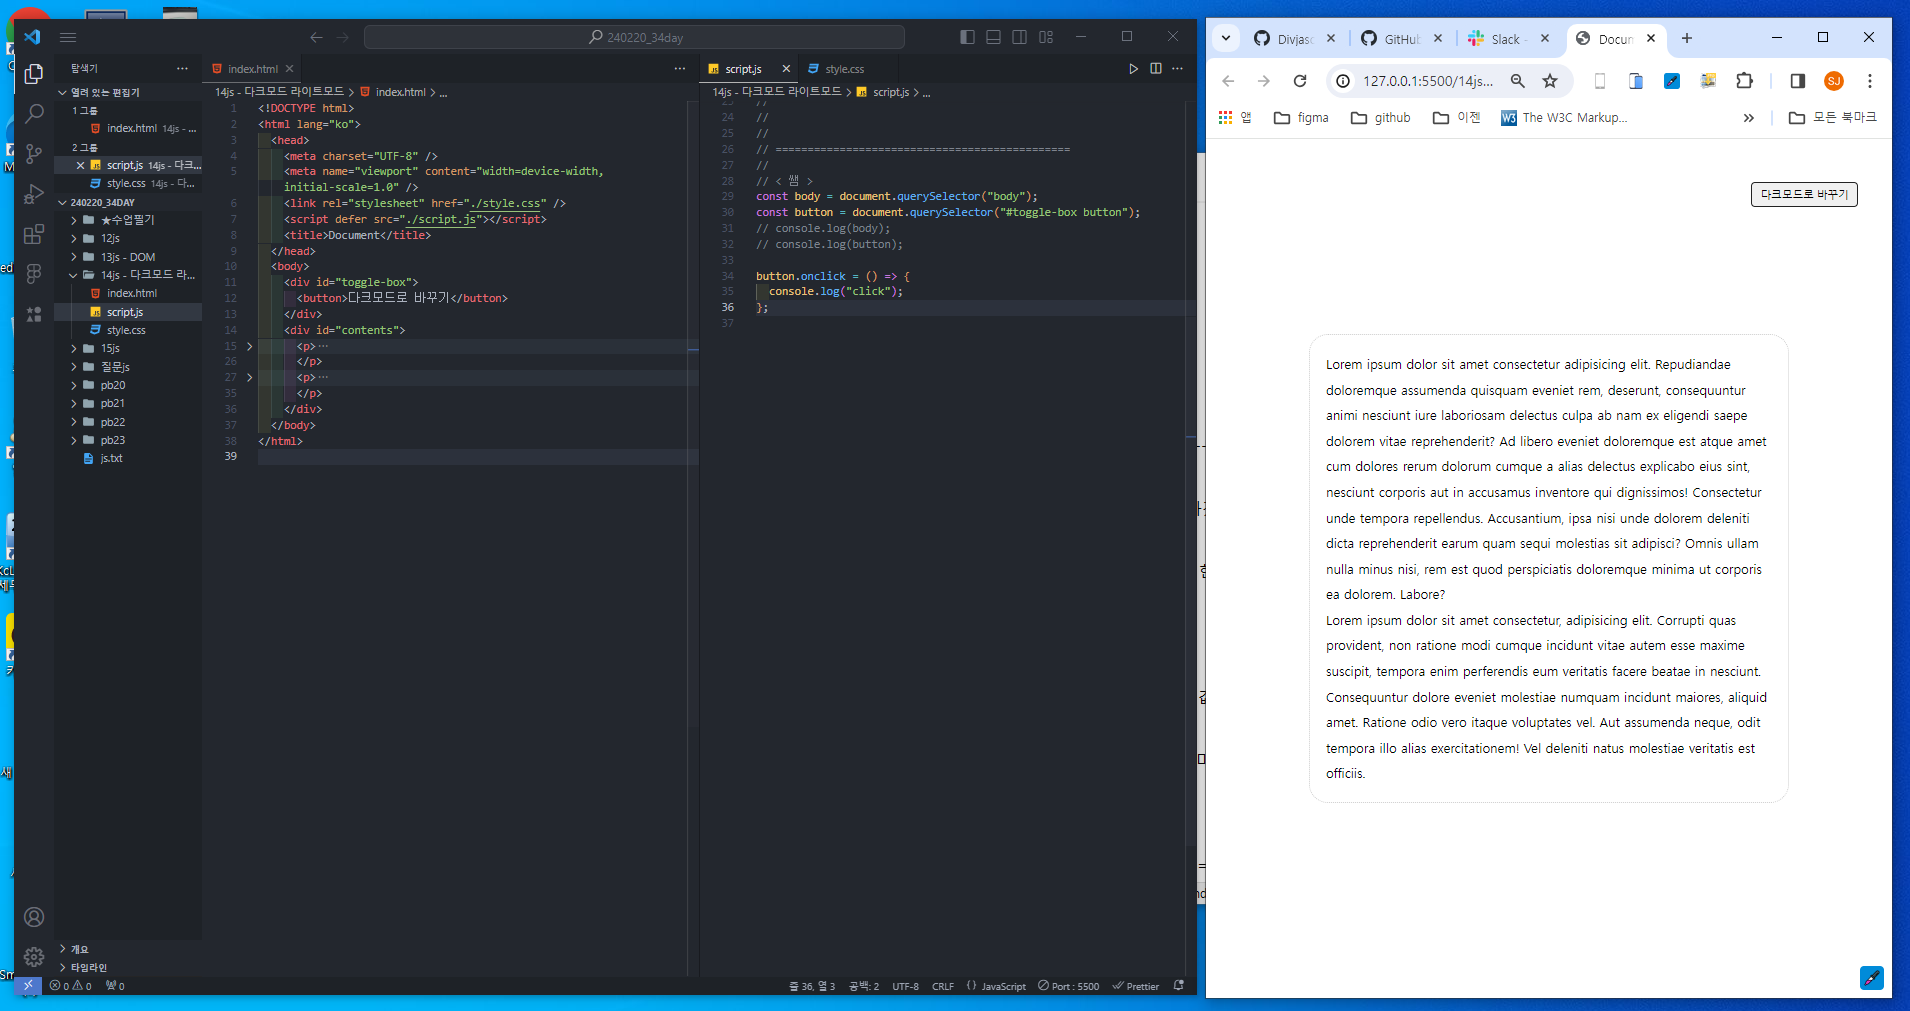 240220_34day
탐색기
열려 있는 편집기
1 그룹
index.html 14js - ...
2 그룹
script.js 14js - 다크...
style.css 14js - 다...
240220_34DAY
★수업필기
12js
13js - DOM
14js - 다크모드 라...
index.html
script.js
style.css
15js
질문js
pb20
pb21
pb22
pb23
js.txt
개요
타임라인
index.html
14js - 다크모드 라이트모드 > index.html > ...
1 <!DOCTYPE html>
2 <html lang="ko">
3 <head>
4 <meta charset="UTF-8" />
5 <meta name="viewport" content="width=device-width,
initial-scale=1.0" />
6 <link rel="stylesheet" href="./style.css" />
7 <script defer src="./script.js"></script>
8 <title>Document</title>
9 </head>
10 <body>
11 <div id="toggle-box">
12 <button>다크모드로 바꾸기</button>
13 </div>
14 <div id="contents">
15 <p>...
26 </p>
27 <p>...
35 </p>
36 </div>
37 </body>
38 </html>
39
script.js
style.css
14js - 다크모드 라이트모드 > script.js > ...
23 //
24 //
25 //
26 // ==============================================
27 //
28 // < 쌤 >
29 const body = document.querySelector("body");
30 const button = document.querySelector("#toggle-box button");
31 // console.log(body);
32 // console.log(button);
33
34 button.onclick = () => {
35 console.log("click");
36 };
37
0 0 0
줄 36, 열 3 공백: 2 UTF-8 CRLF {} JavaScript Port : 5500 Prettier
Divjasc GitHub Slack - Docum
127.0.0.1:5500/14js...
SJ
앱 figma github 이젠 W3 The W3C Markup... » 모든 북마크
다크모드로 바꾸기
Lorem ipsum dolor sit amet consectetur adipisicing elit. Repudiandae
doloremque assumenda quisquam eveniet rem, deserunt, consequuntur
animi nesciunt iure laboriosam delectus culpa ab nam ex eligendi saepe
dolorem vitae reprehenderit? Ad libero eveniet doloremque est atque amet
cum dolores rerum dolorum cumque a alias delectus explicabo eius sint,
nesciunt corporis aut in accusamus inventore qui dignissimos! Consectetur
unde tempora repellendus. Accusantium, ipsa nisi unde dolorem deleniti
dicta reprehenderit earum quam sequi molestias sit adipisci? Omnis ullam
nulla minus nisi, rem est quod perspiciatis doloremque minima ut corporis
ea dolorem. Labore?
Lorem ipsum dolor sit amet consectetur, adipisicing elit. Corrupti quas
provident, non ratione modi cumque incidunt vitae autem esse maxime
suscipit, tempora enim perferendis eum veritatis facere beatae in nesciunt.
Consequuntur dolore eveniet molestiae numquam incidunt maiores, aliquid
amet. Ratione odio vero itaque voluptates vel. Aut assumenda neque, odit
tempora illo alias exercitationem! Vel deleniti natus molestiae veritatis est
officiis.